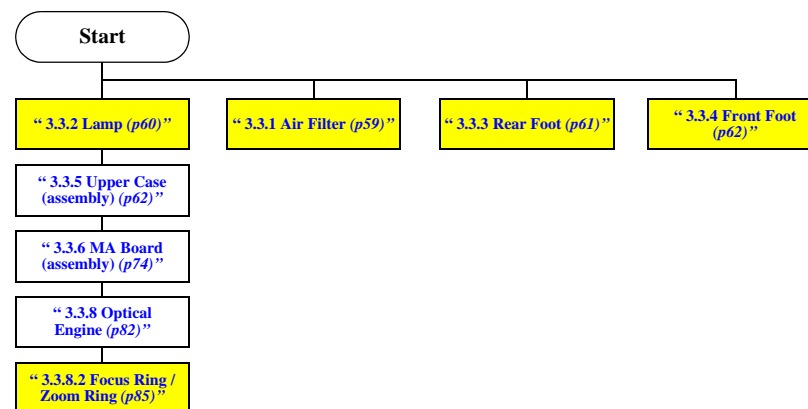 Start
“ 3.3.2 Lamp (p60)”
“ 3.3.1 Air Filter (p59)”
“ 3.3.3 Rear Foot (p61)”
“ 3.3.4 Front Foot
(p62)”
“ 3.3.5 Upper Case
(assembly) (p62)”
“ 3.3.6 MA Board
(assembly) (p74)”
“ 3.3.8 Optical
Engine (p82)”
“ 3.3.8.2 Focus Ring /
Zoom Ring (p85)”